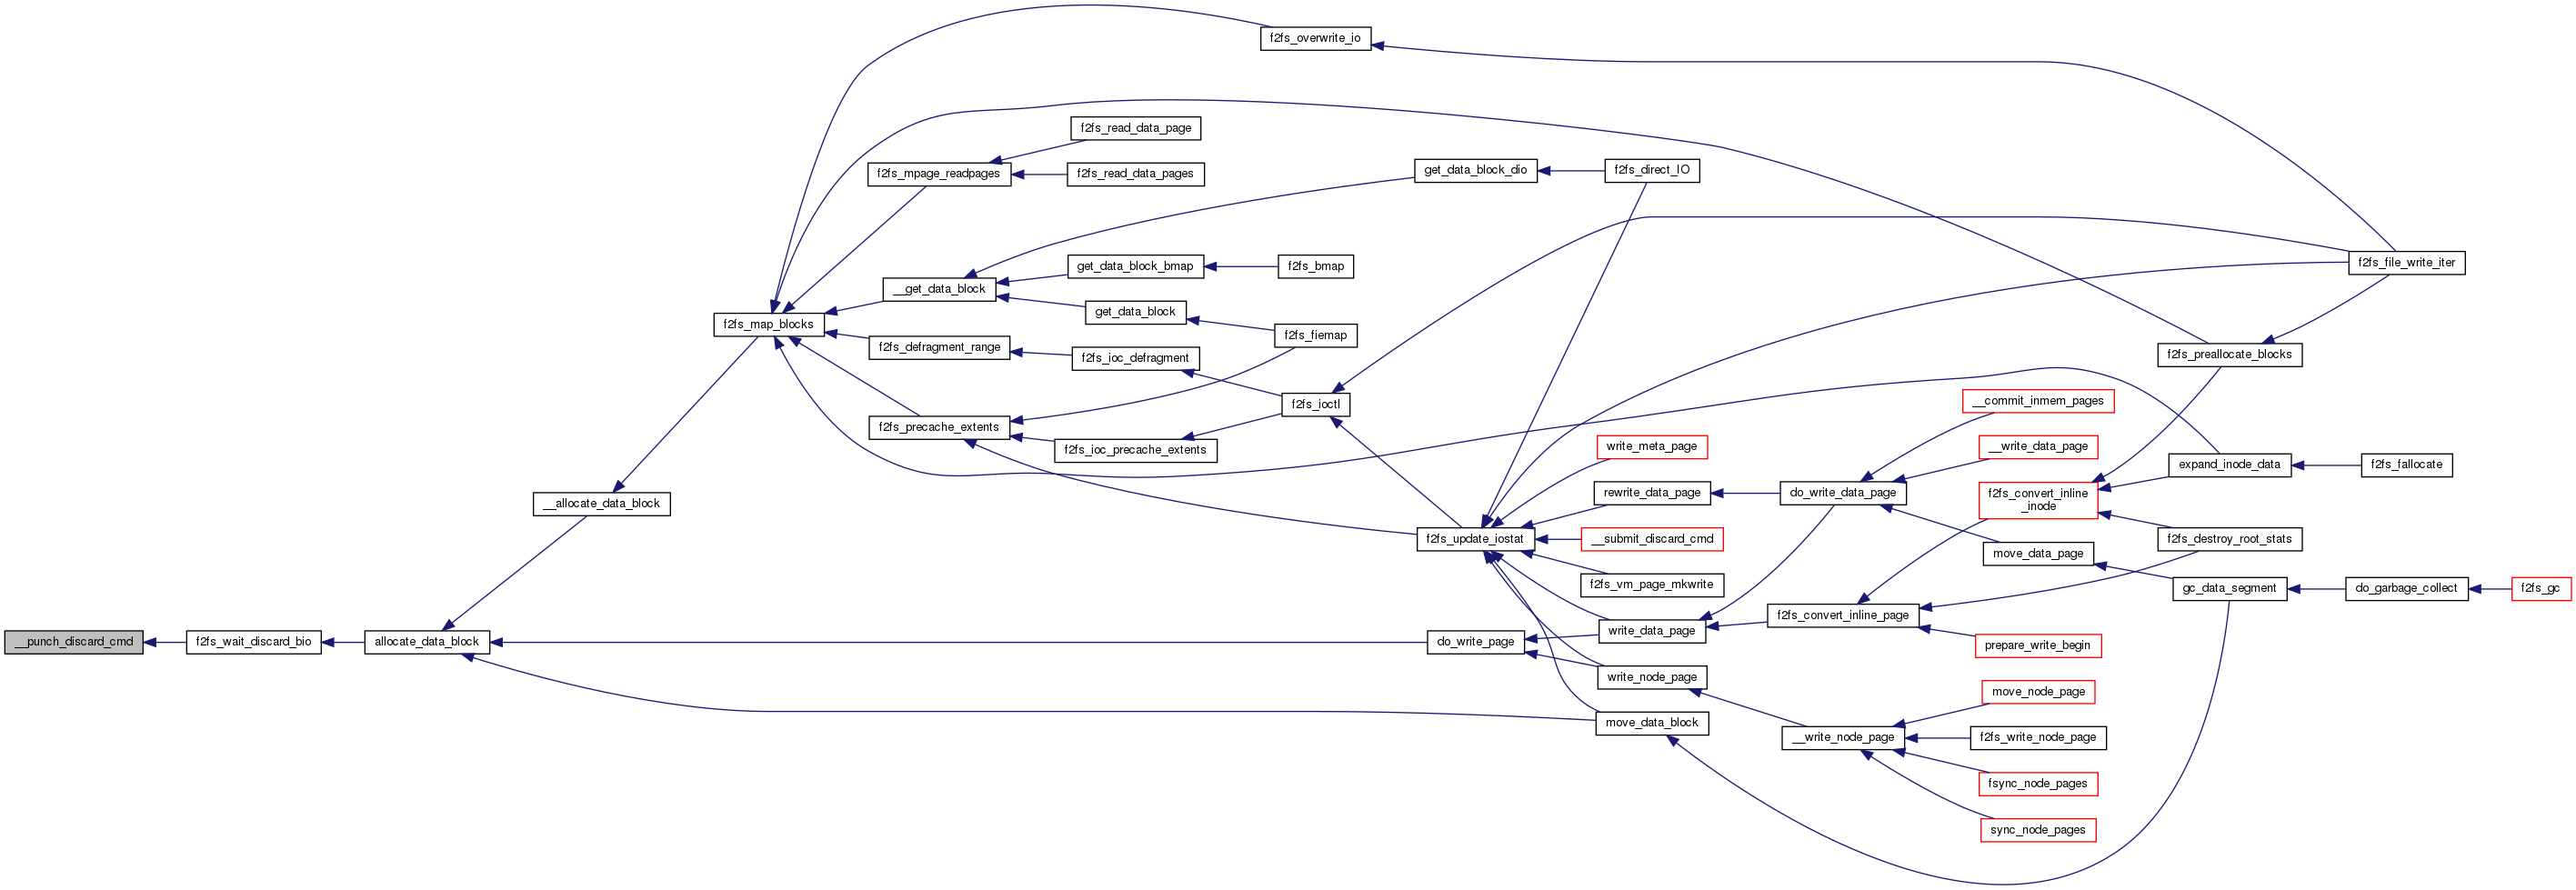 f2fs_overwrite_io
f2fs_read_data_page
f2fs_mpage_readpages
f2fs_read_data_pages
get_data_block_dio
f2fs_direct_IO
__get_data_block
get_data_block_bmap
f2fs_bmap
f2fs_file_write_iter
get_data_block
f2fs_map_blocks
f2fs_fiemap
f2fs_defragment_range
f2fs_ioc_defragment
f2fs_preallocate_blocks
f2fs_ioctl
__commit_inmem_pages
f2fs_precache_extents
f2fs_ioc_precache_extents
write_meta_page
__write_data_page
expand_inode_data
f2fs_fallocate
__allocate_data_block
rewrite_data_page
do_write_data_page
f2fs_convert_inline
_inode
f2fs_update_iostat
__submit_discard_cmd
f2fs_destroy_root_stats
move_data_page
f2fs_vm_page_mkwrite
gc_data_segment
do_garbage_collect
f2fs_gc
f2fs_convert_inline_page
__punch_discard_cmd
f2fs_wait_discard_bio
allocate_data_block
do_write_page
write_data_page
prepare_write_begin
write_node_page
move_node_page
move_data_block
__write_node_page
f2fs_write_node_page
fsync_node_pages
sync_node_pages